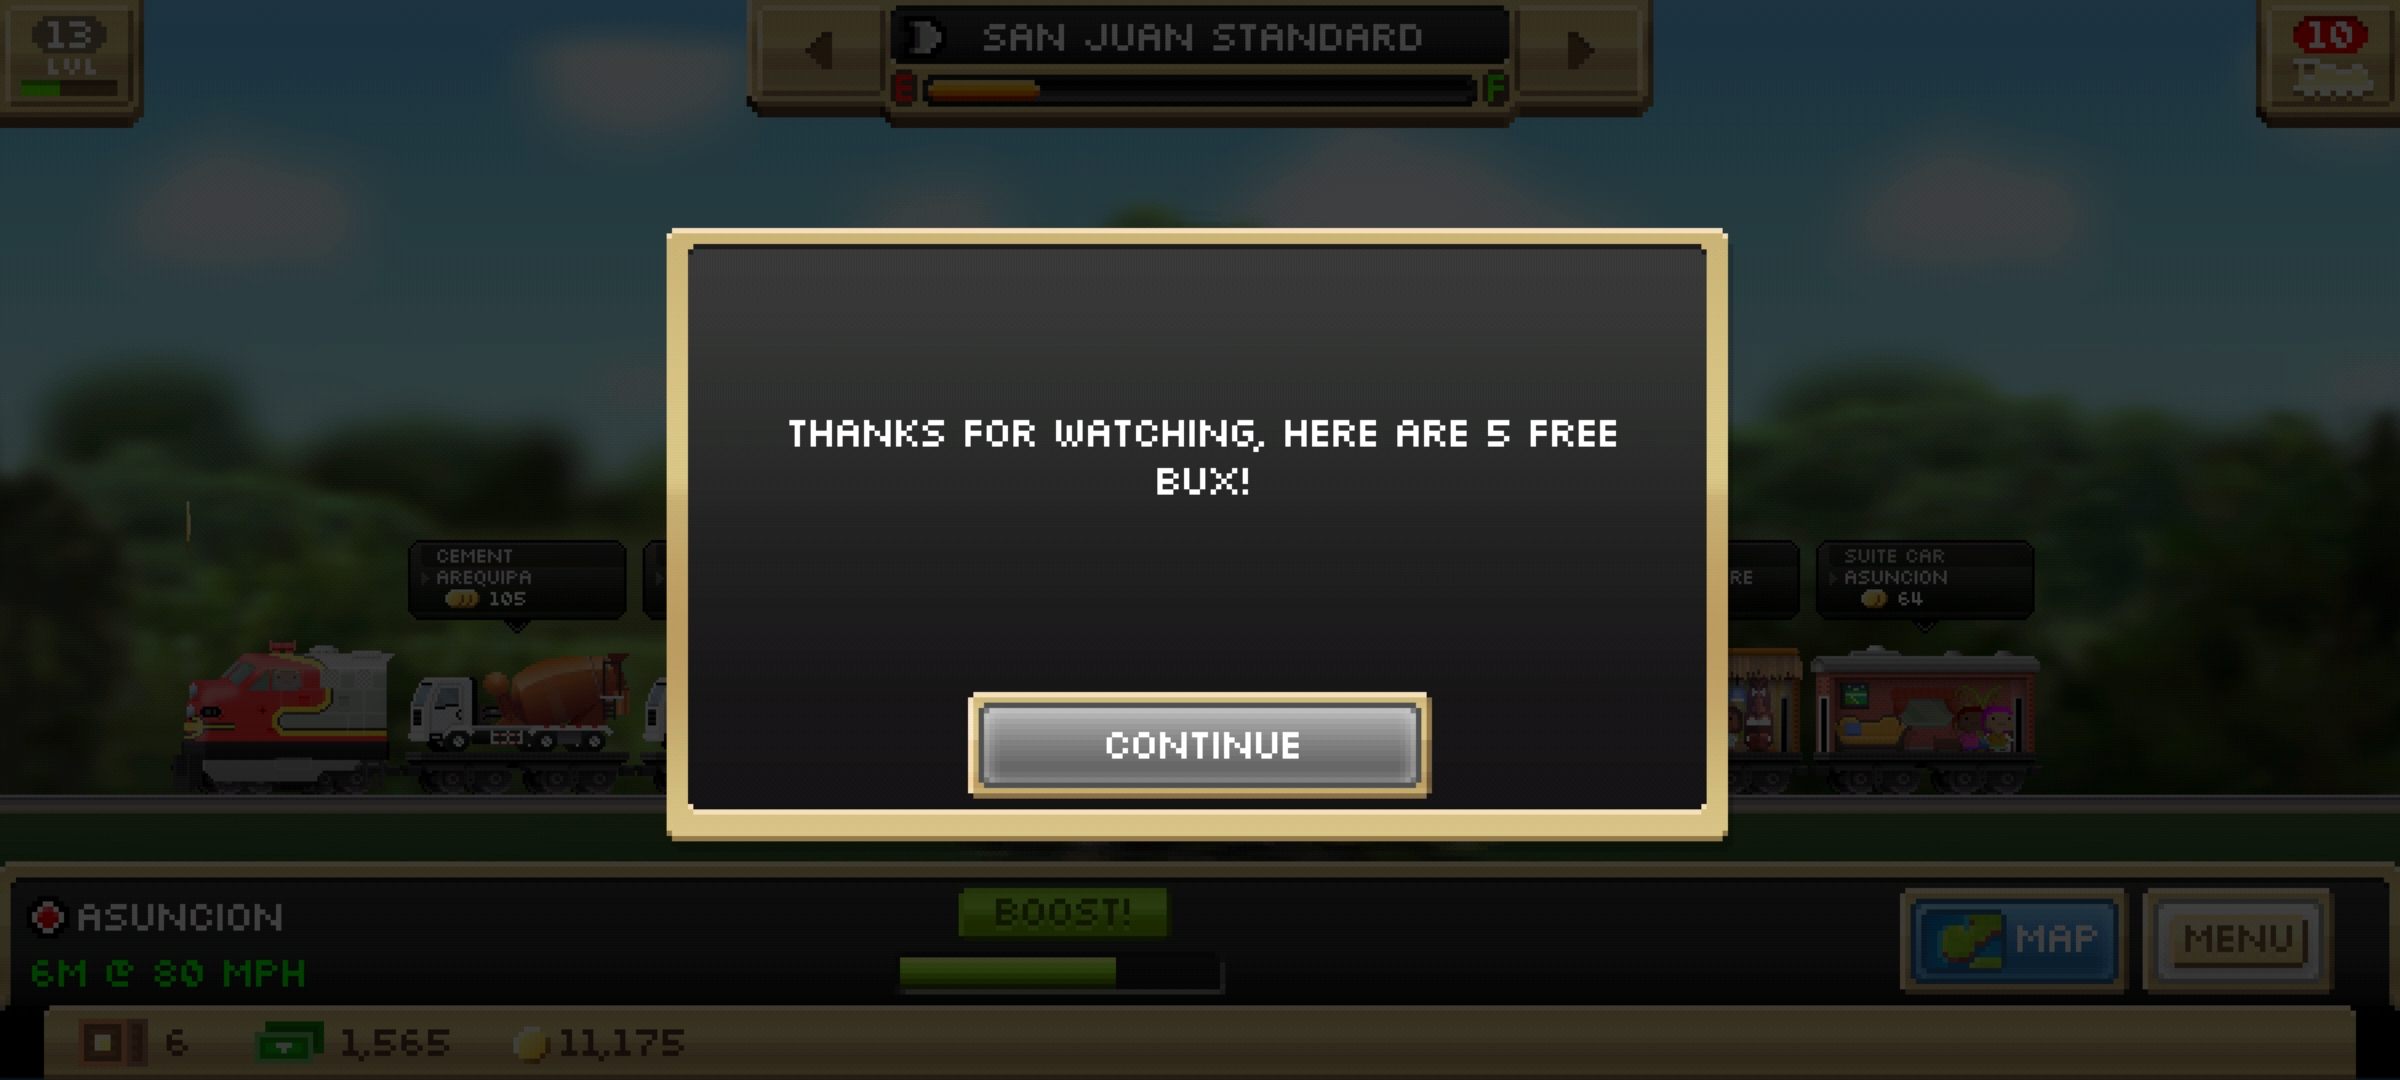 13
LVL
SAN JUAN STANDARD
E
F
10
THANKS FOR WATCHING, HERE ARE 5 FREE
BUX!
CONTINUE
CEMENT
AREQUIPA
105
RE
SUITE CAR
ASUNCION
64
ASUNCION
6M @ 80 MPH
BOOST!
MAP
MENU
6
1,565
11,175